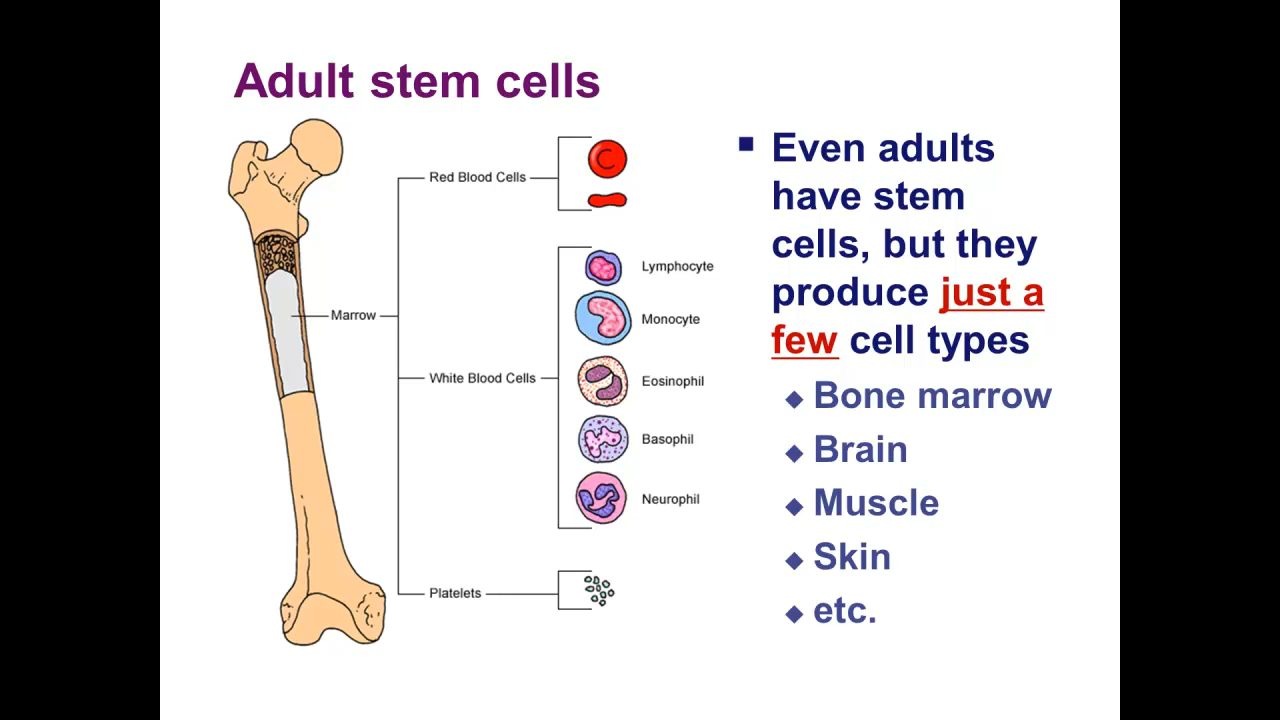 Adult stem cells
Red Blood Cells
Marrow
White Blood Cells
Platelets
Lymphocyte
Monocyte
Eosinophil
Basophil
Neurophil
Even adults
have stem
cells, but they
produce just a
few cell types
Bone marrow
Brain
Muscle
Skin
etc.